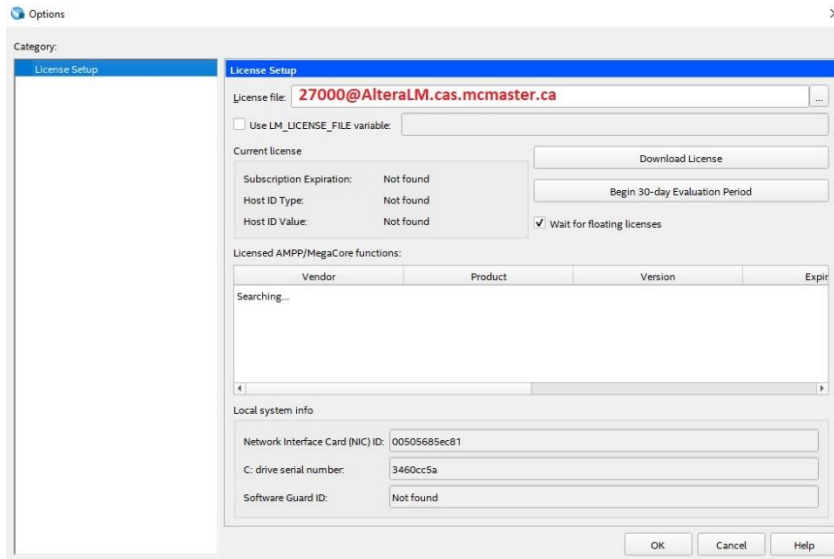 Options
Category:
License Setup
License Setup
License file: 27000@AlteraLM.cas.mcmaster.ca ...
Use LM_LICENSE_FILE variable:
Current license
Download License
Subscription Expiration: Not found
Begin 30-day Evaluation Period
Host ID Type: Not found
Host ID Value: Not found
Wait for floating licenses
Licensed AMPP/MegaCore functions:
Vendor Product Version Expir
Searching...
Local system info
Network Interface Card (NIC) ID: 00505685ec81
C: drive serial number: 3460cc5a
Software Guard ID: Not found
OK Cancel Help